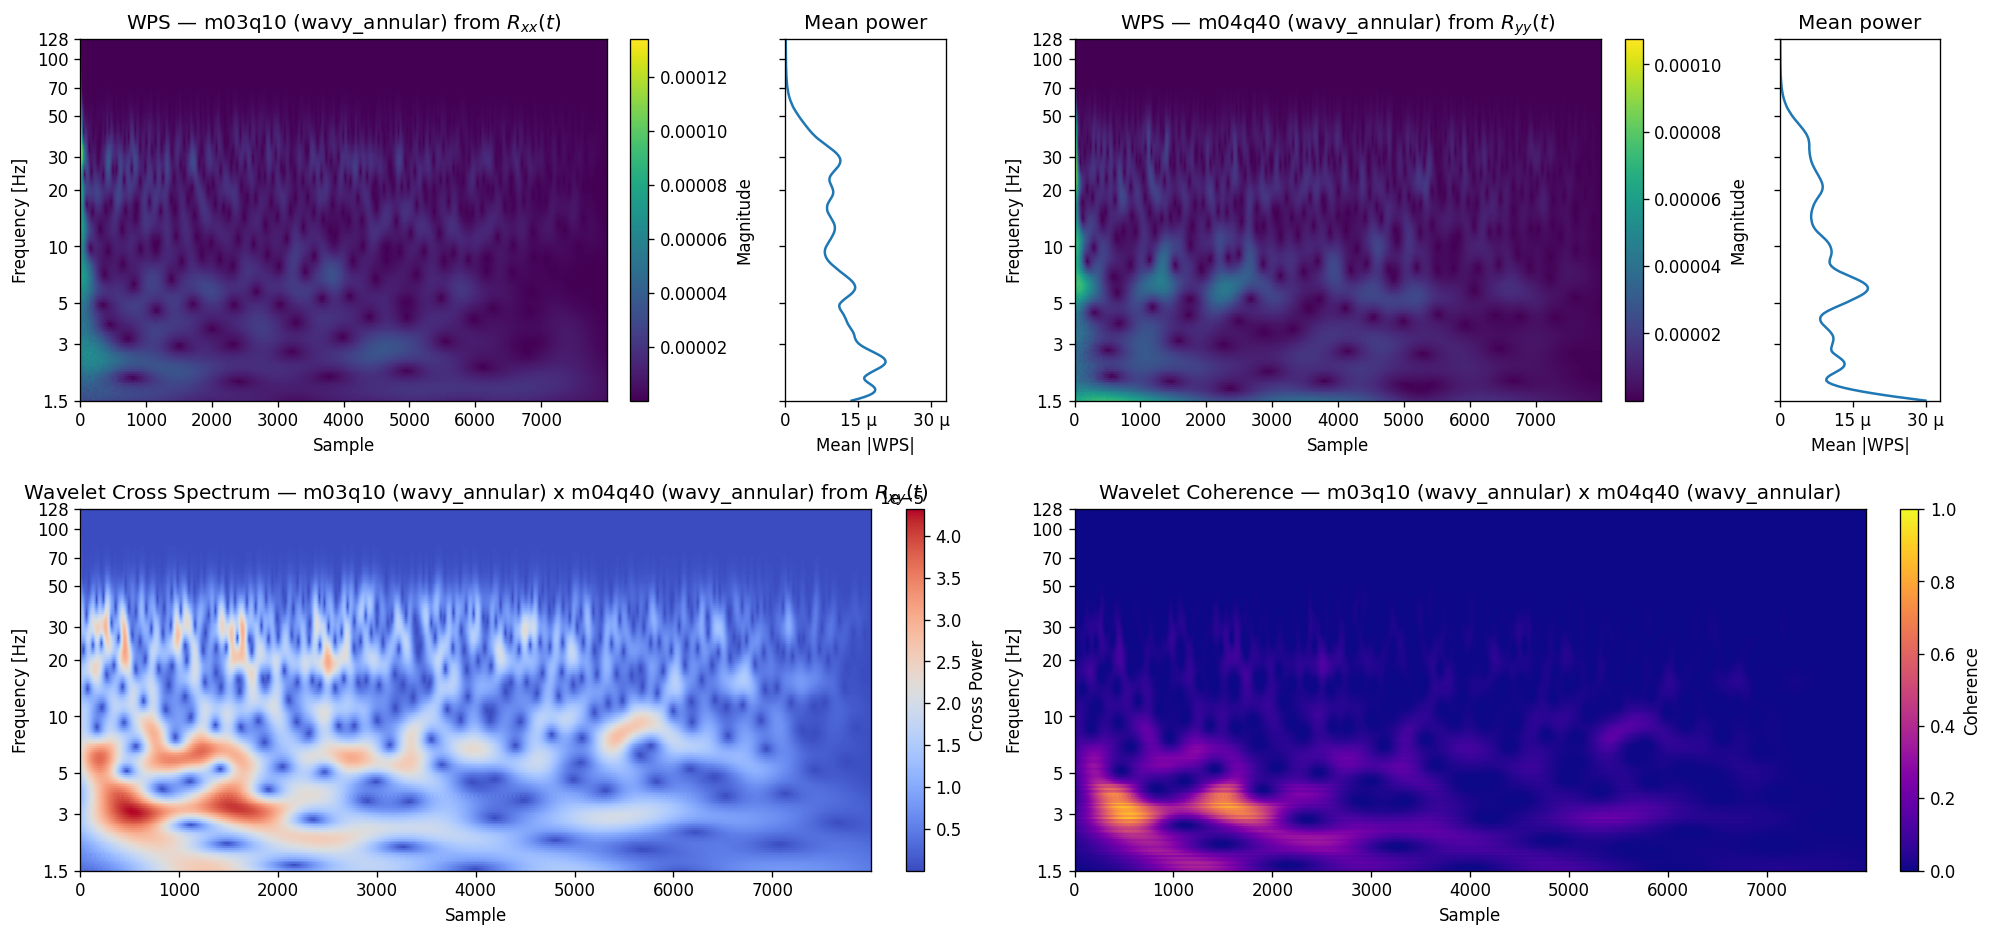 WPS — m03q10 (wavy_annular) from Rxx(t)
128
100
70
50
30
20
10
5
3
1.5
Frequency [Hz]
0 1000 2000 3000 4000 5000 6000 7000
Sample
0.00012
0.00010
0.00008
0.00006
0.00004
0.00002
Magnitude
Mean power
0 15 μ 30 μ
Mean |WPS|
WPS — m04q40 (wavy_annular) from Ryy(t)
128
100
70
50
30
20
10
5
3
1.5
Frequency [Hz]
0 1000 2000 3000 4000 5000 6000 7000
Sample
0.00010
0.00008
0.00006
0.00004
0.00002
Magnitude
Mean power
0 15 μ 30 μ
Mean |WPS|
Wavelet Cross Spectrum — m03q10 (wavy_annular) x m04q40 (wavy_annular) from Rxy(t)
1e−5
128
100
70
50
30
20
10
5
3
1.5
Frequency [Hz]
0 1000 2000 3000 4000 5000 6000 7000
Sample
4.0
3.5
3.0
2.5
2.0
1.5
1.0
0.5
Cross Power
Wavelet Coherence — m03q10 (wavy_annular) x m04q40 (wavy_annular)
128
100
70
50
30
20
10
5
3
1.5
Frequency [Hz]
0 1000 2000 3000 4000 5000 6000 7000
Sample
1.0
0.8
0.6
0.4
0.2
0.0
Coherence